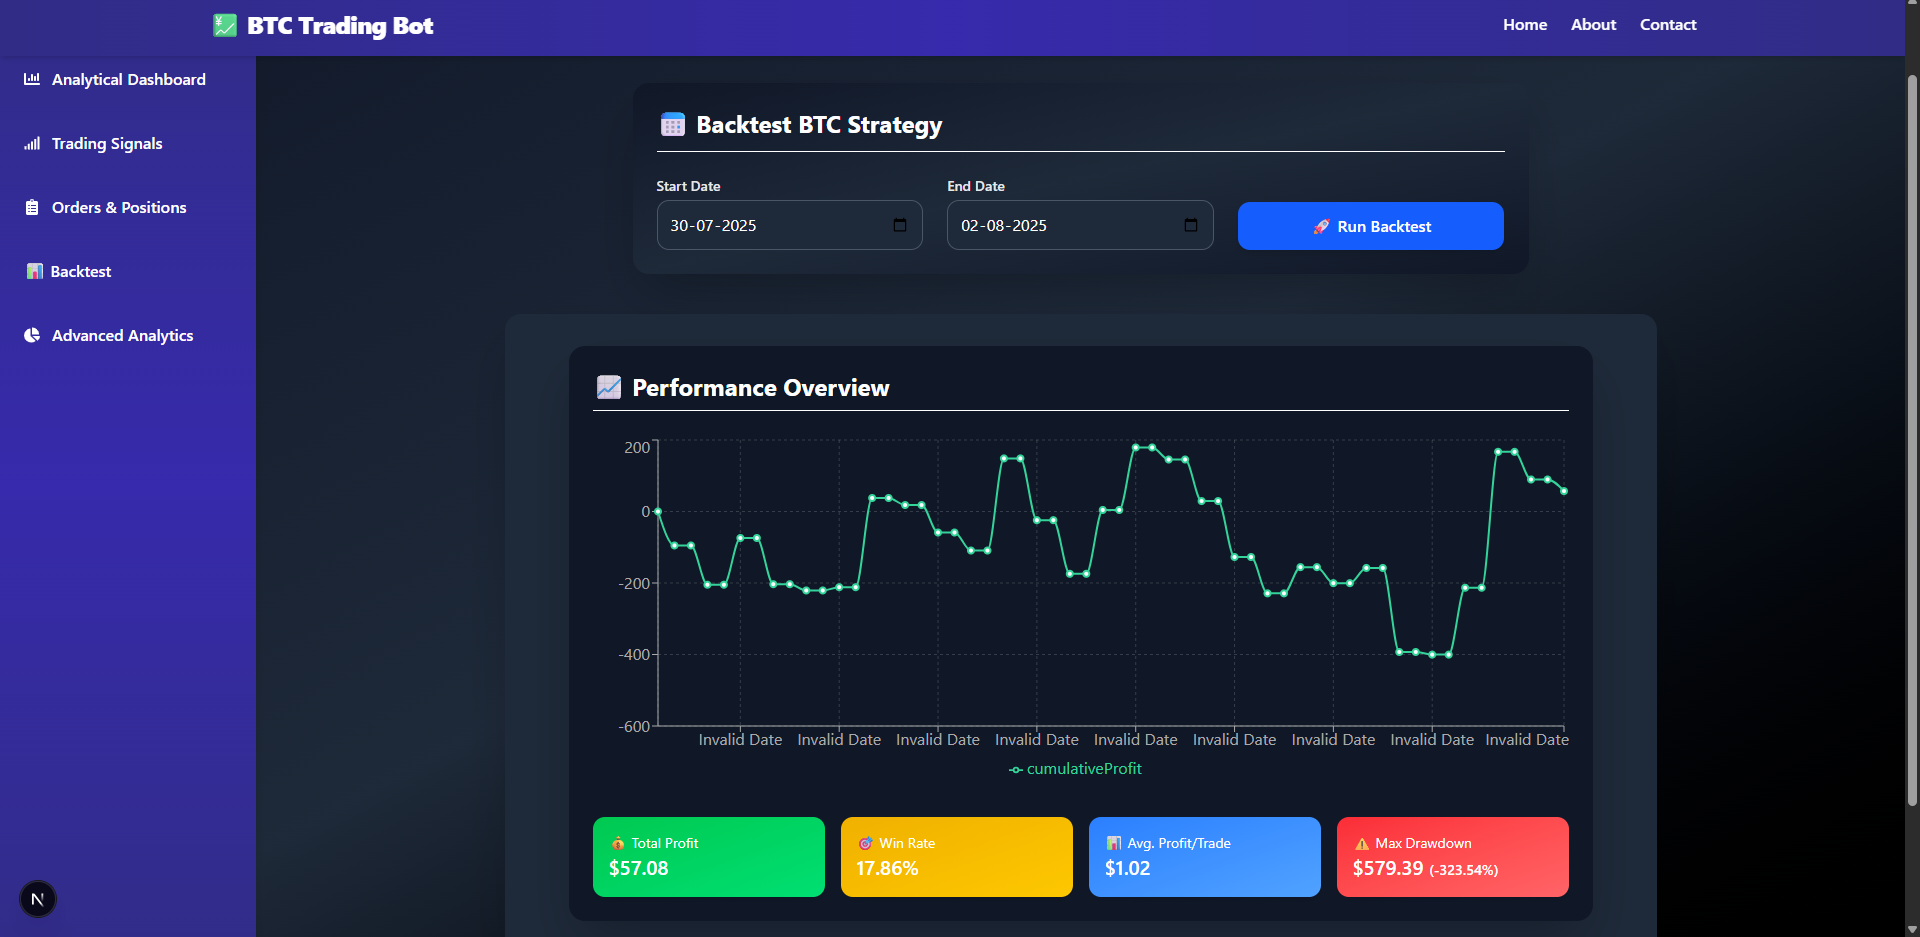 BTC Trading Bot
Home About Contact
Analytical Dashboard
Trading Signals
Orders & Positions
Backtest
Advanced Analytics
Backtest BTC Strategy
Start Date
End Date
30-07-2025
02-08-2025
Run Backtest
Performance Overview
200
0
-200
-400
-600
Invalid Date Invalid Date Invalid Date Invalid Date Invalid Date Invalid Date Invalid Date Invalid Date Invalid Date
cumulativeProfit
Total Profit
$57.08
Win Rate
17.86%
Avg. Profit/Trade
$1.02
Max Drawdown
$579.39 (-323.54%)
N